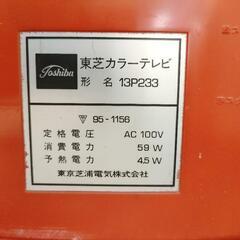 Toshiba
東芝カラーテレビ
形名 13P233
▽ 95-1156
定格電圧 AC 100V
消費電力 59W
予熱電力 4.5W
東京芝浦電気株式会社